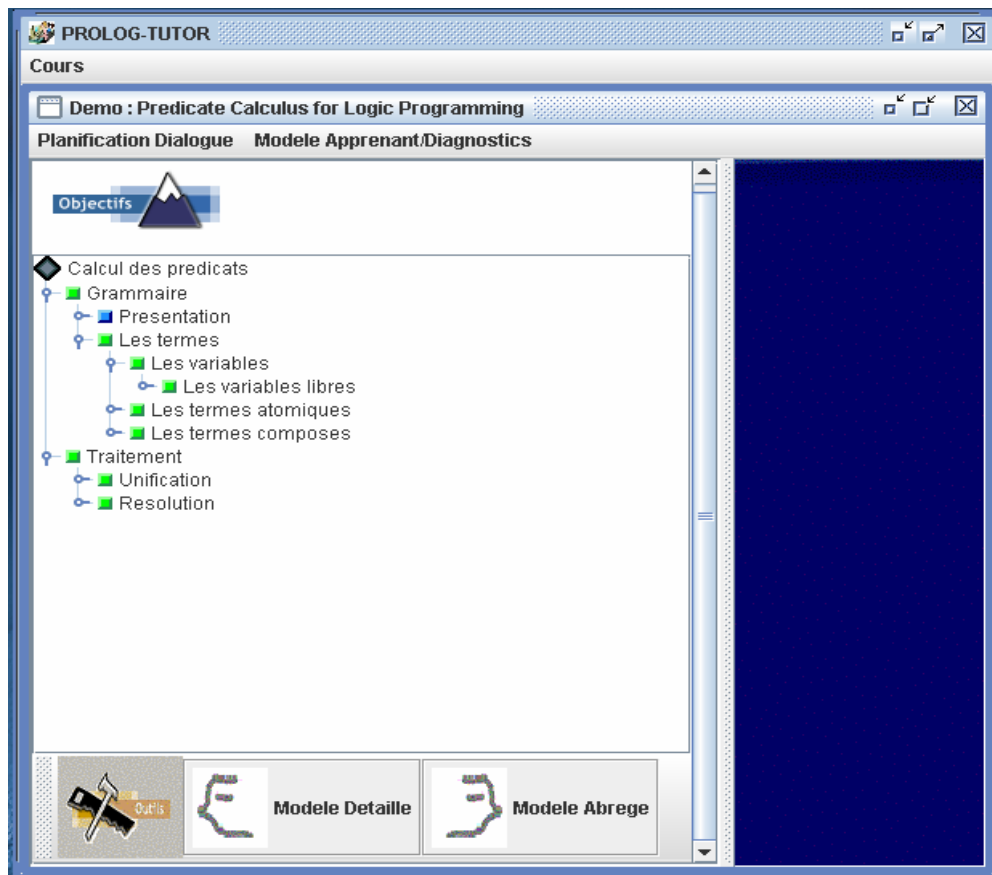 PROLOG-TUTOR
Cours
Demo : Predicate Calculus for Logic Programming
Planification Dialogue Modele Apprenant/Diagnostics
Objectifs
Calcul des predicats
Grammaire
Presentation
Les termes
Les variables
Les variables libres
Les termes atomiques
Les termes composes
Traitement
Unification
Resolution
Outils Modele Detaille Modele Abrege